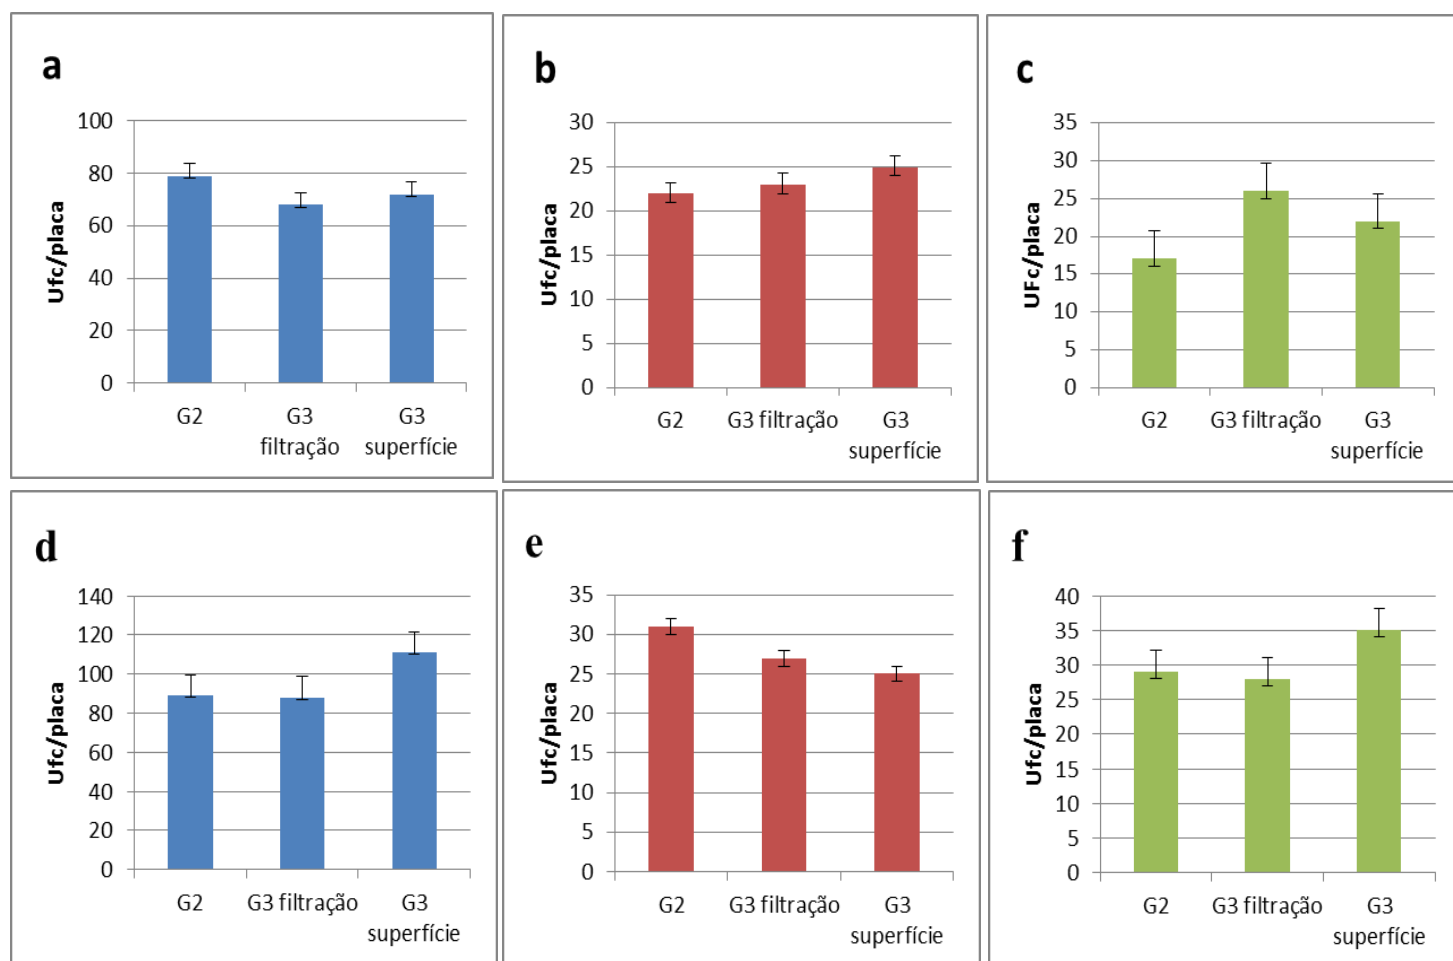 a
Ufc/placa
100
80
60
40
20
0
G2
G3
filtração
G3
superfície
b
Ufc/placa
30
25
20
15
10
5
0
G2
G3 filtração
G3
superfície
c
UFc/placa
35
30
25
20
15
10
5
0
G2
G3 filtração
G3
superfície
d
Ufc/placa
140
120
100
80
60
40
20
0
G2
G3 filtração
G3
superfície
e
Ufc/placa
35
30
25
20
15
10
5
0
G2
G3 filtração
G3
superfície
f
Ufc/placa
40
35
30
25
20
15
10
5
0
G2
G3 filtração
G3
superfície